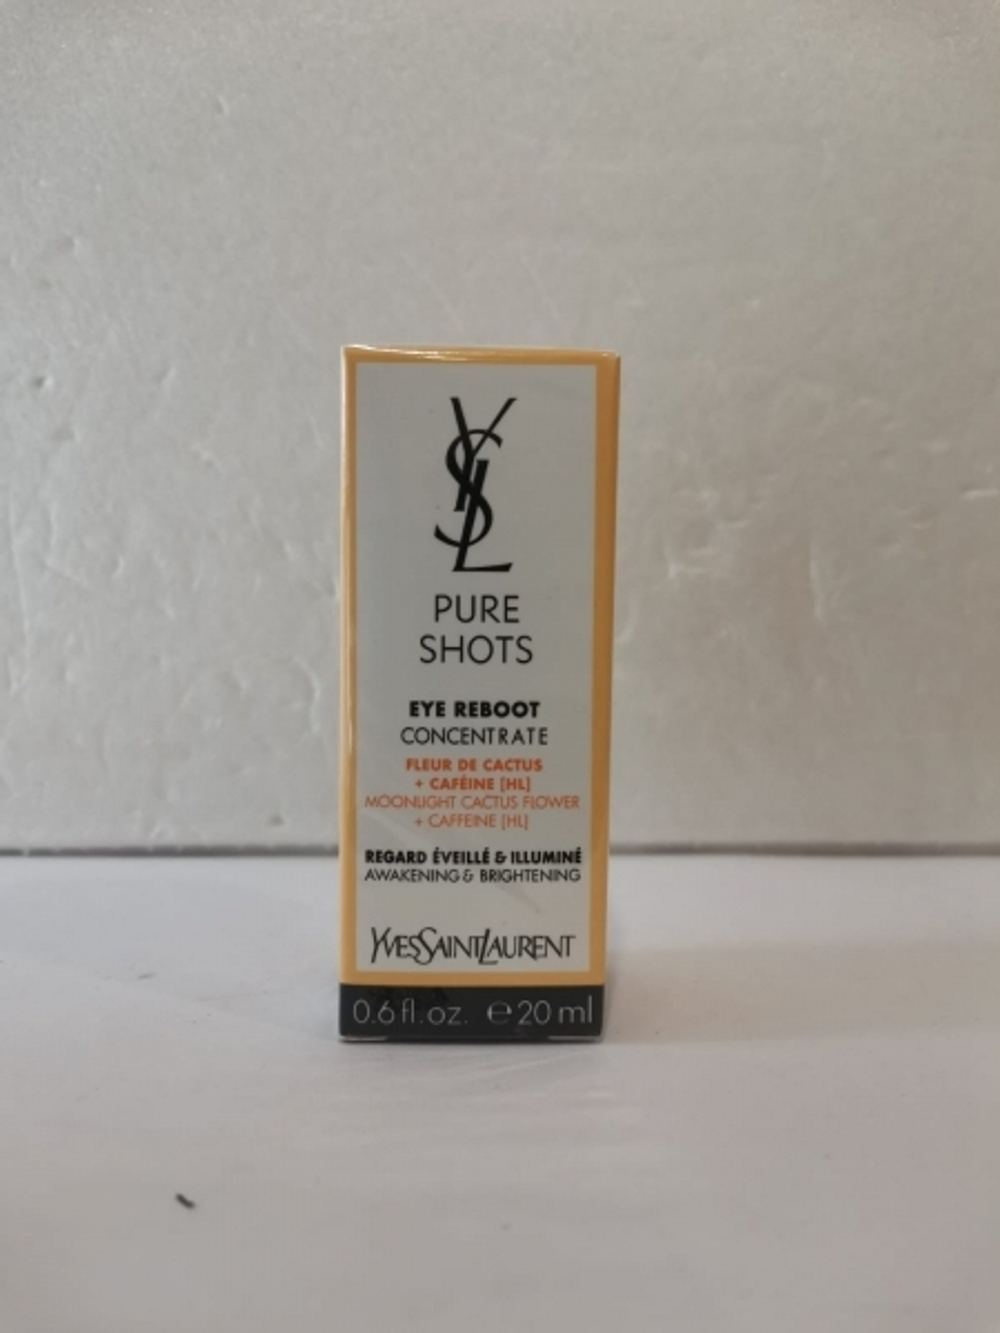 YSL
PURE
SHOTS
EYE REBOOT
CONCENTRATE
FLEUR DE CACTUS
+ CAFÉINE [HL]
MOONLIGHT CACTUS FLOWER
+ CAFFEINE [HL]
REGARD ÉVEILLÉ & ILLUMINÉ
AWAKENING & BRIGHTENING
YVESSAINTLAURENT
0.6 fl. oz. ℮ 20 ml